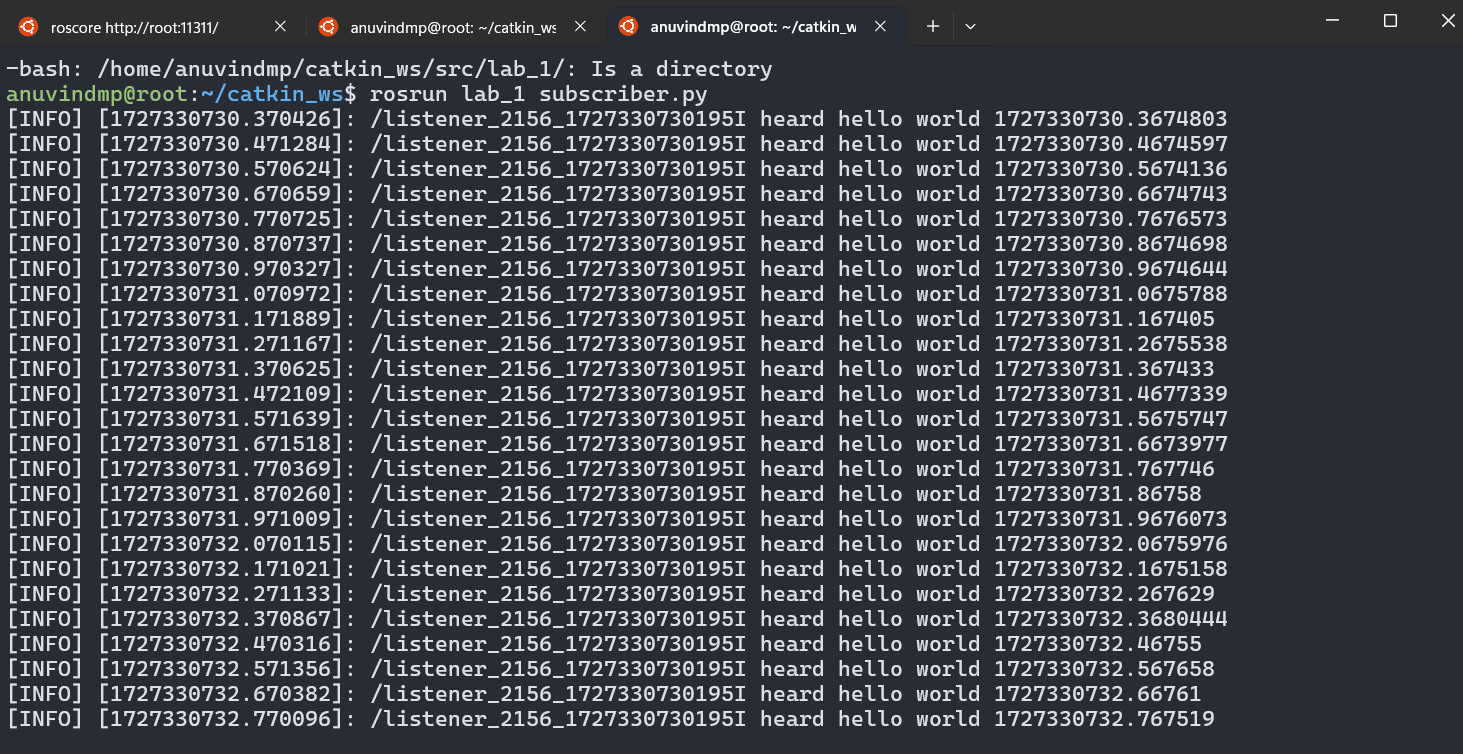 roscore http://root:11311/
anuvindmp@root: ~/catkin_ws
anuvindmp@root: ~/catkin_w
-bash: /home/anuvindmp/catkin_ws/src/lab_1/: Is a directory
anuvindmp@root:~/catkin_ws$ rosrun lab_1 subscriber.py
[INFO] [1727330730.370426]: /listener_2156_1727330730195I heard hello world 1727330730.3674803
[INFO] [1727330730.471284]: /listener_2156_1727330730195I heard hello world 1727330730.4674597
[INFO] [1727330730.570624]: /listener_2156_1727330730195I heard hello world 1727330730.5674136
[INFO] [1727330730.670659]: /listener_2156_1727330730195I heard hello world 1727330730.6674743
[INFO] [1727330730.770725]: /listener_2156_1727330730195I heard hello world 1727330730.7676573
[INFO] [1727330730.870737]: /listener_2156_1727330730195I heard hello world 1727330730.8674698
[INFO] [1727330730.970327]: /listener_2156_1727330730195I heard hello world 1727330730.9674644
[INFO] [1727330731.070972]: /listener_2156_1727330730195I heard hello world 1727330731.0675788
[INFO] [1727330731.171889]: /listener_2156_1727330730195I heard hello world 1727330731.167405
[INFO] [1727330731.271167]: /listener_2156_1727330730195I heard hello world 1727330731.2675538
[INFO] [1727330731.370625]: /listener_2156_1727330730195I heard hello world 1727330731.367433
[INFO] [1727330731.472109]: /listener_2156_1727330730195I heard hello world 1727330731.4677339
[INFO] [1727330731.571639]: /listener_2156_1727330730195I heard hello world 1727330731.5675747
[INFO] [1727330731.671518]: /listener_2156_1727330730195I heard hello world 1727330731.6673977
[INFO] [1727330731.770369]: /listener_2156_1727330730195I heard hello world 1727330731.767746
[INFO] [1727330731.870260]: /listener_2156_1727330730195I heard hello world 1727330731.86758
[INFO] [1727330731.971009]: /listener_2156_1727330730195I heard hello world 1727330731.9676073
[INFO] [1727330732.070115]: /listener_2156_1727330730195I heard hello world 1727330732.0675976
[INFO] [1727330732.171021]: /listener_2156_1727330730195I heard hello world 1727330732.1675158
[INFO] [1727330732.271133]: /listener_2156_1727330730195I heard hello world 1727330732.267629
[INFO] [1727330732.370867]: /listener_2156_1727330730195I heard hello world 1727330732.3680444
[INFO] [1727330732.470316]: /listener_2156_1727330730195I heard hello world 1727330732.46755
[INFO] [1727330732.571356]: /listener_2156_1727330730195I heard hello world 1727330732.567658
[INFO] [1727330732.670382]: /listener_2156_1727330730195I heard hello world 1727330732.66761
[INFO] [1727330732.770096]: /listener_2156_1727330730195I heard hello world 1727330732.767519